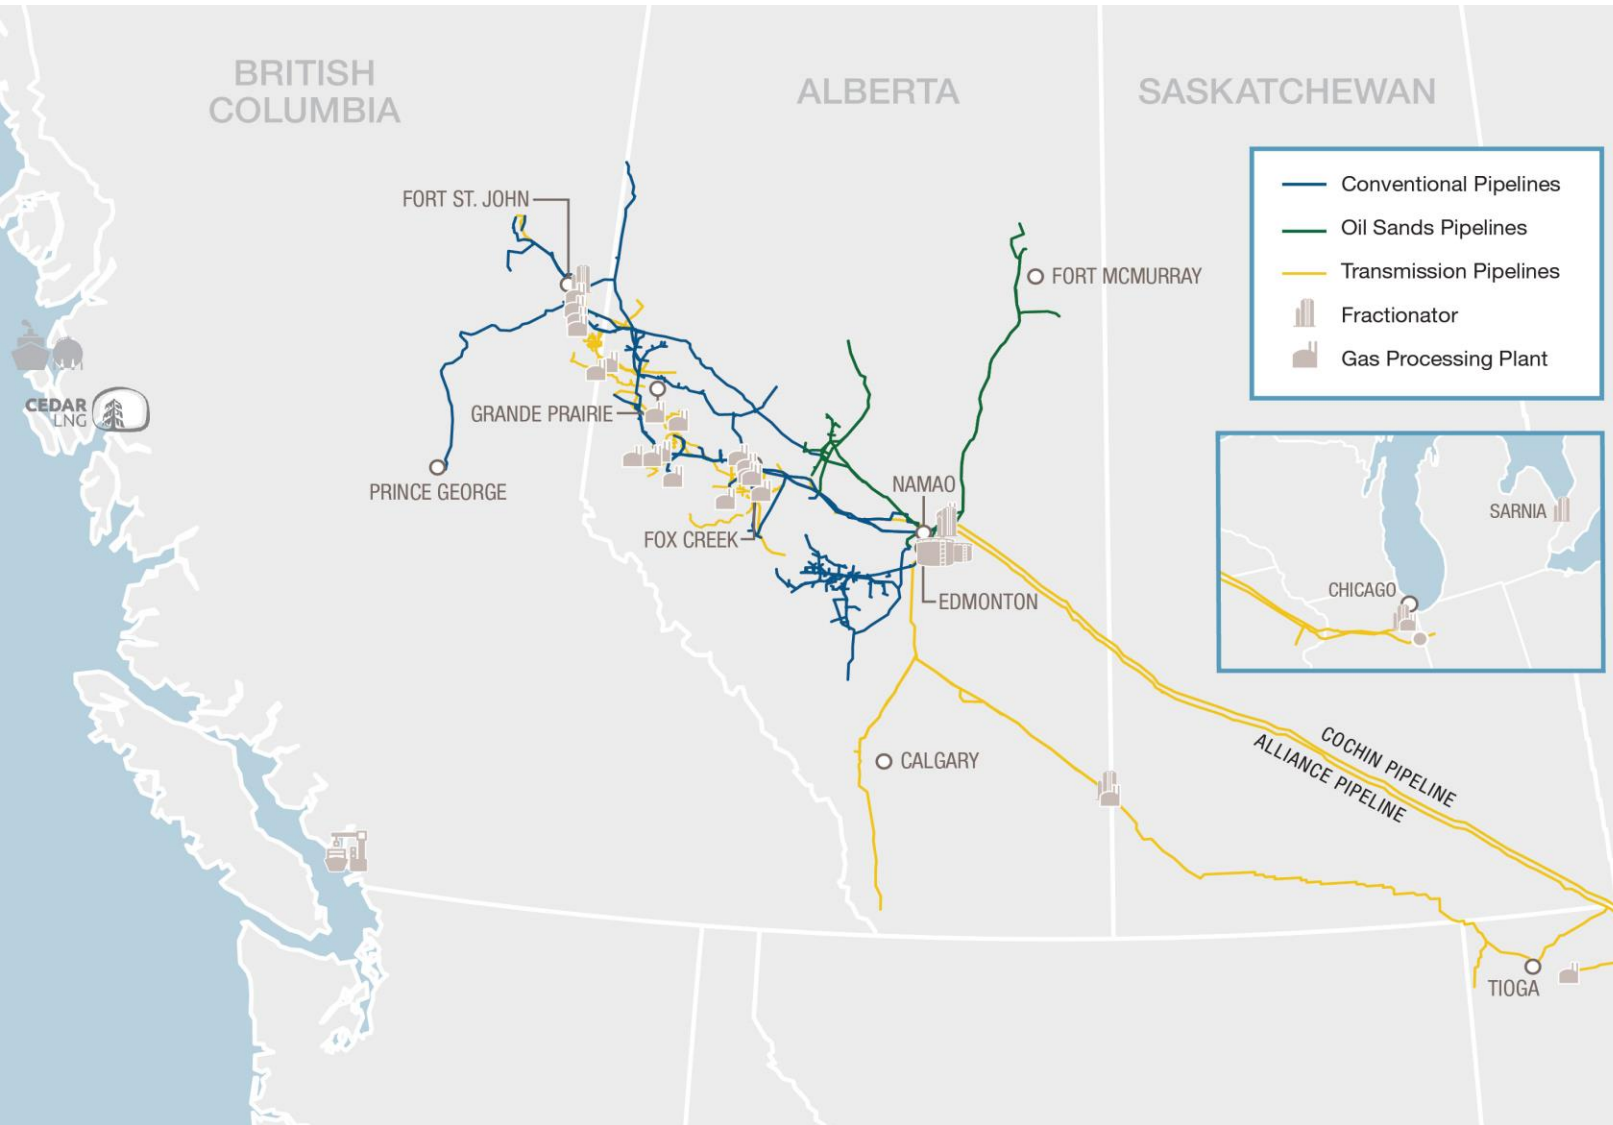 BRITISH
COLUMBIA
ALBERTA
SASKATCHEWAN
Conventional Pipelines
Oil Sands Pipelines
Transmission Pipelines
Fractionator
Gas Processing Plant
FORT ST. JOHN
FORT MCMURRAY
CEDAR
LNG
GRANDE PRAIRIE
PRINCE GEORGE
NAMAO
FOX CREEK
EDMONTON
SARNIA
CHICAGO
CALGARY
COCHIN PIPELINE
ALLIANCE PIPELINE
TIOGA